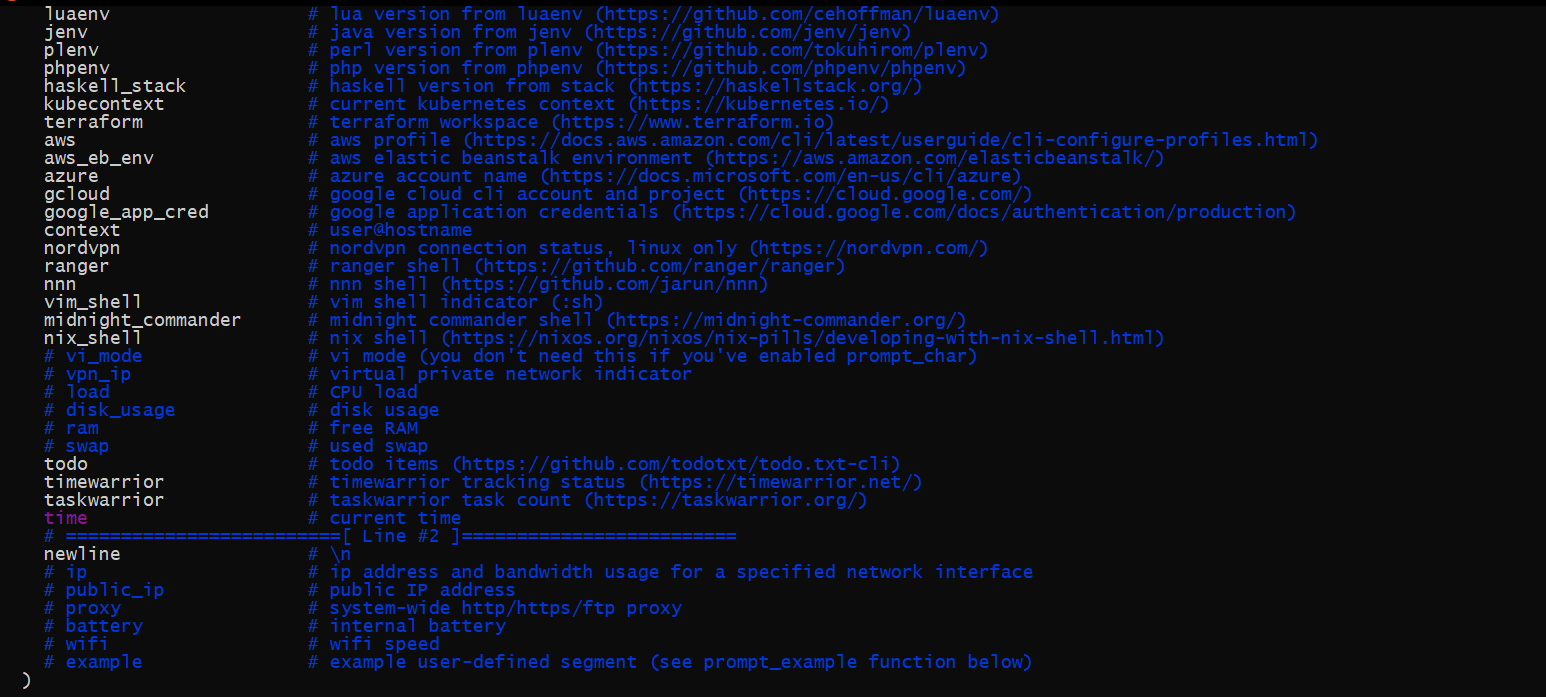 luaenv # lua version from luaenv (https://github.com/cehoffman/luaenv)
jenv # java version from jenv (https://github.com/jenv/jenv)
plenv # perl version from plenv (https://github.com/tokuhirom/plenv)
phpenv # php version from phpenv (https://github.com/phpenv/phpenv)
haskell_stack # haskell version from stack (https://haskellstack.org/)
kubecontext # current kubernetes context (https://kubernetes.io/)
terraform # terraform workspace (https://www.terraform.io)
aws # aws profile (https://docs.aws.amazon.com/cli/latest/userguide/cli-configure-profiles.html)
aws_eb_env # aws elastic beanstalk environment (https://aws.amazon.com/elasticbeanstalk/)
azure # azure account name (https://docs.microsoft.com/en-us/cli/azure)
gcloud # google cloud cli account and project (https://cloud.google.com/)
google_app_cred # google application credentials (https://cloud.google.com/docs/authentication/production)
context # user@hostname
nordvpn # nordvpn connection status, linux only (https://nordvpn.com/)
ranger # ranger shell (https://github.com/ranger/ranger)
nnn # nnn shell (https://github.com/jarun/nnn)
vim_shell # vim shell indicator (:sh)
midnight_commander # midnight commander shell (https://midnight-commander.org/)
nix_shell # nix shell (https://nixos.org/nixos/nix-pills/developing-with-nix-shell.html)
# vi_mode # vi mode (you don't need this if you've enabled prompt_char)
# vpn_ip # virtual private network indicator
# load # CPU load
# disk_usage # disk usage
# ram # free RAM
# swap # used swap
todo # todo items (https://github.com/todotxt/todo.txt-cli)
timewarrior # timewarrior tracking status (https://timewarrior.net/)
taskwarrior # taskwarrior task count (https://taskwarrior.org/)
time # current time
# =========================[ Line #2 ]=========================
newline # \n
# ip # ip address and bandwidth usage for a specified network interface
# public_ip # public IP address
# proxy # system-wide http/https/ftp proxy
# battery # internal battery
# wifi # wifi speed
# example # example user-defined segment (see prompt_example function below)
)